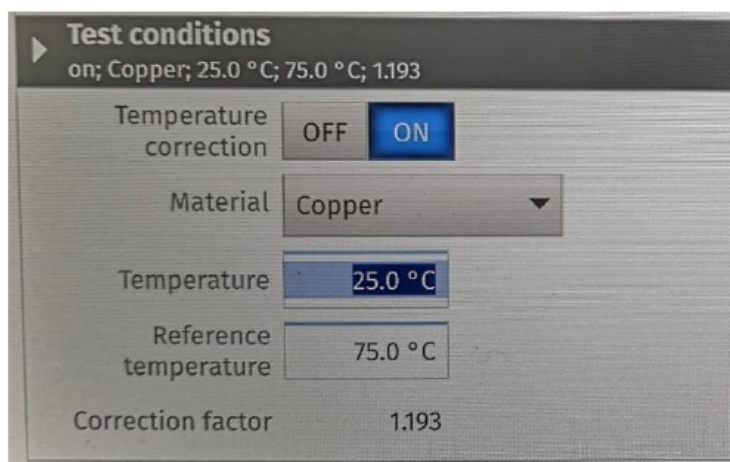 Test conditions
on; Copper; 25.0 °C; 75.0 °C; 1.193
Temperature
correction
OFF
ON
Material
Copper
Temperature
25.0 °C
Reference
temperature
75.0 °C
Correction factor
1.193